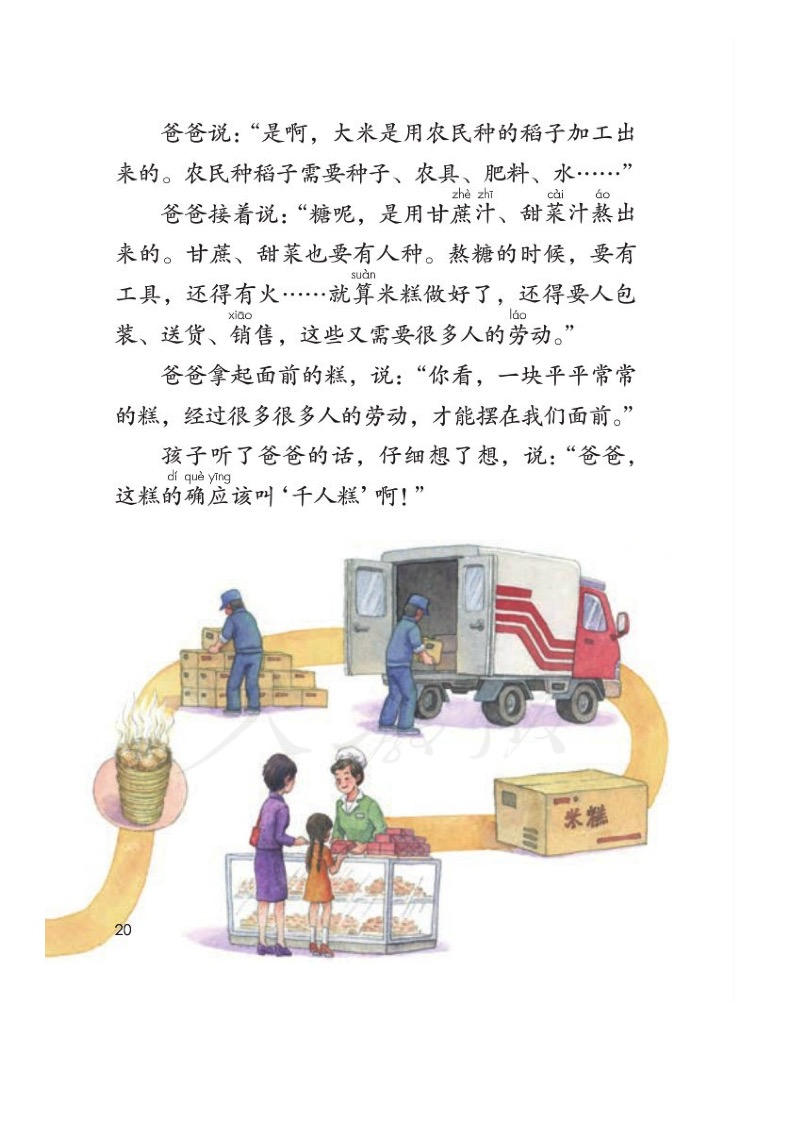 爸爸说：“是啊，大米是用农民种的稻子加工出
来的。农民种稻子需要种子、农具、肥料、水……”
zhè zhī cài áo
爸爸接着说：“糖呢，是用甘蔗汁、甜菜汁熬出
来的。甘蔗、甜菜也要有人种。熬糖的时候，要有
suàn
工具，还得有火……就算米糕做好了，还得要人包
xiāo láo
装、送货、销售，这些又需要很多人的劳动。”
爸爸拿起面前的糕，说：“你看，一块平平常常
的糕，经过很多很多人的劳动，才能摆在我们面前。”
孩子听了爸爸的话，仔细想了想，说：“爸爸，
dí què yīng
这糕的确应该叫‘千人糕’啊！”
米糕
20